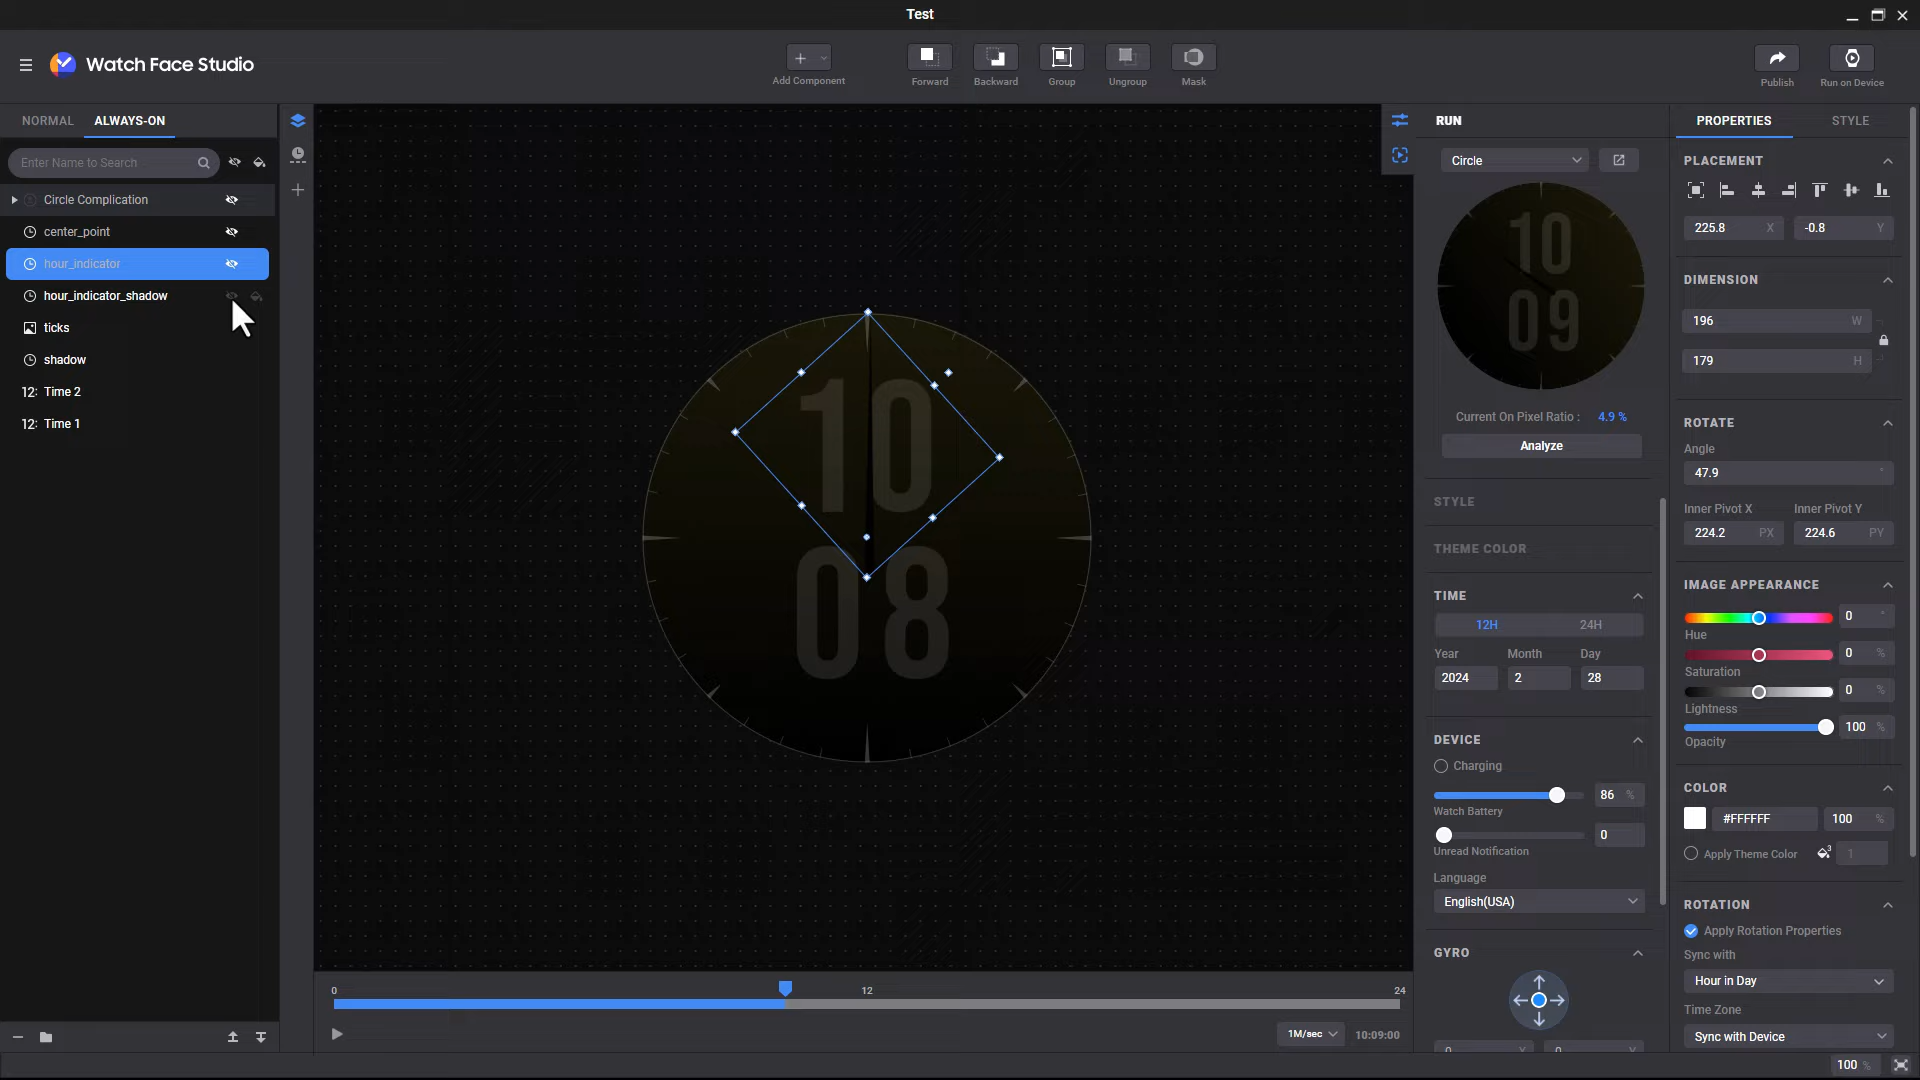 Test
Watch Face Studio
Add Component
Forward
Backward
Group
Ungroup
Mask
Publish
Run on Device
NORMAL
ALWAYS-ON
Enter Name to Search
Circle Complication
center_point
hour_indicator
hour_indicator_shadow
ticks
shadow
12: Time 2
12: Time 1
10
08
0
12
24
1M/sec
10:09:00
RUN
Circle
10
09
Current On Pixel Ratio :
4.9 %
Analyze
STYLE
THEME COLOR
TIME
12H
24H
Year
Month
Day
2024
2
28
DEVICE
Charging
86 %
Watch Battery
0
Unread Notification
Language
English(USA)
GYRO
0 X
0 Y
PROPERTIES
STYLE
PLACEMENT
225.8 X
-0.8 Y
DIMENSION
196 W
179 H
ROTATE
Angle
47.9 °
Inner Pivot X
Inner Pivot Y
224.2 PX
224.6 PY
IMAGE APPEARANCE
0 °
Hue
0 %
Saturation
0 %
Lightness
100 %
Opacity
COLOR
#FFFFFF
100 %
Apply Theme Color
3
1
ROTATION
Apply Rotation Properties
Sync with
Hour in Day
Time Zone
Sync with Device
100 %